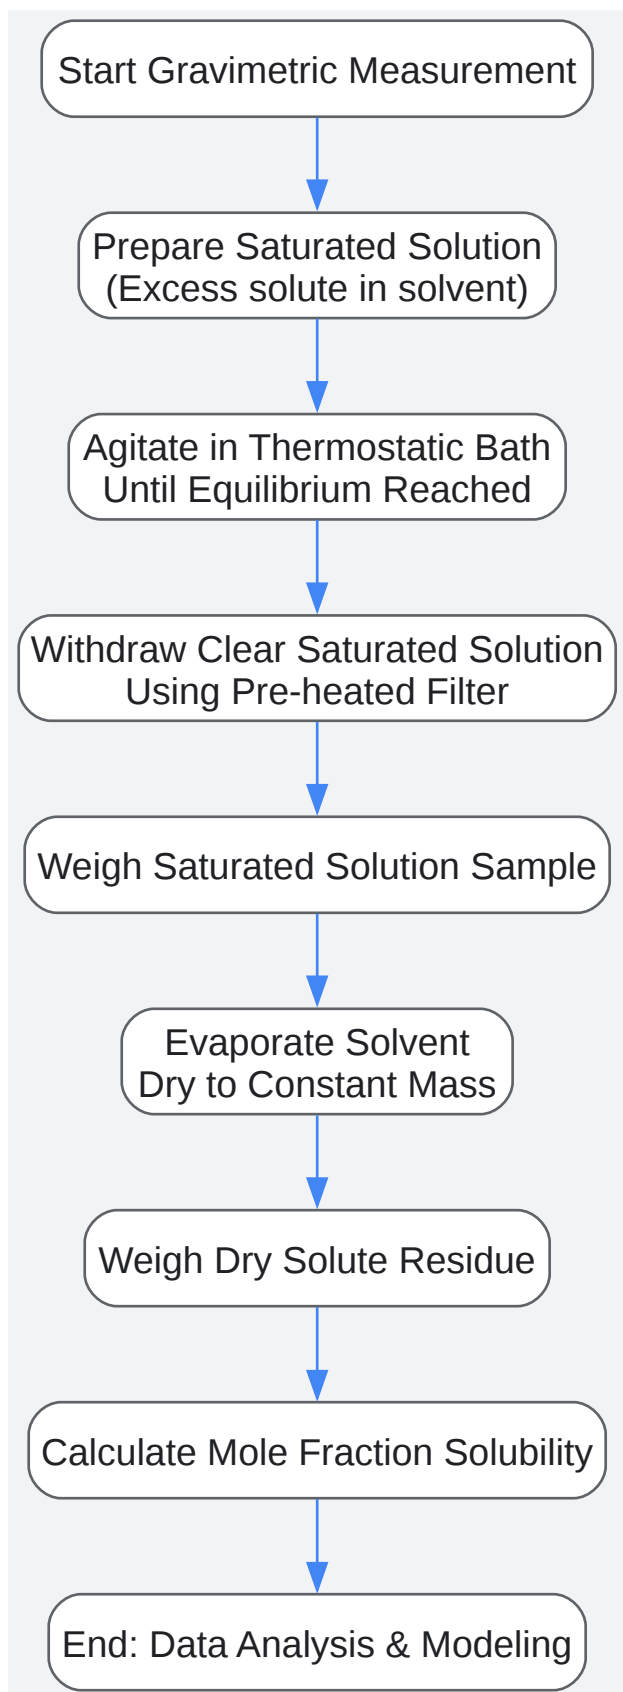 Start Gravimetric Measurement
Prepare Saturated Solution
(Excess solute in solvent)
Agitate in Thermostatic Bath
Until Equilibrium Reached
Withdraw Clear Saturated Solution
Using Pre-heated Filter
Weigh Saturated Solution Sample
Evaporate Solvent
Dry to Constant Mass
Weigh Dry Solute Residue
Calculate Mole Fraction Solubility
End: Data Analysis & Modeling